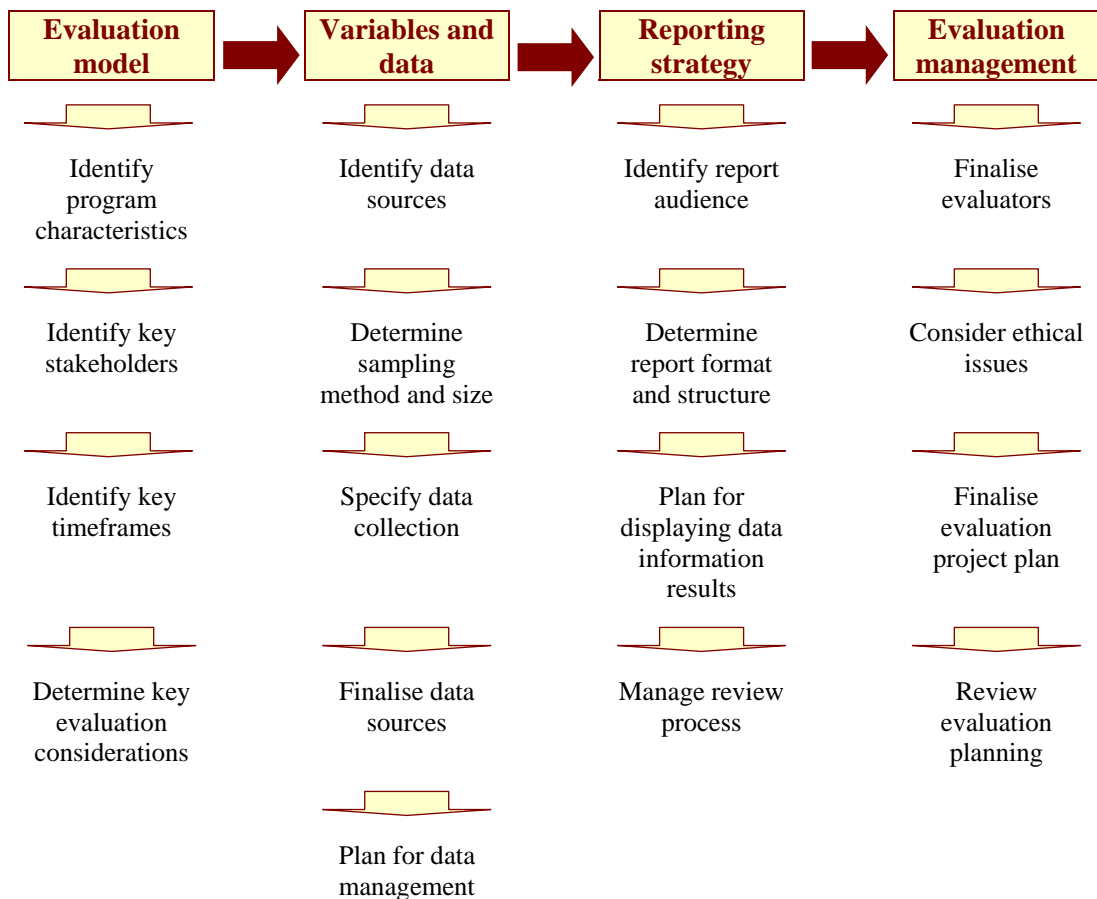 Evaluation
model
Variables and
data
Reporting
strategy
Evaluation
management
Identify
program
characteristics
Identify data
sources
Identify report
audience
Finalise
evaluators
Identify key
stakeholders
Determine
sampling
method and size
Determine
report format
and structure
Consider ethical
issues
Identify key
timeframes
Specify data
collection
Plan for
displaying data
information
results
Finalise
evaluation
project plan
Determine key
evaluation
considerations
Finalise data
sources
Manage review
process
Review
evaluation
planning
Plan for data
management